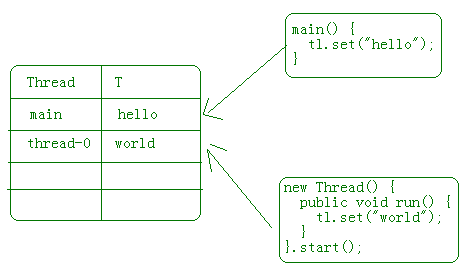 main() {
tl.set("hello");
}
Thread T
main hello
thread-0 world
new Thread() {
public void run() {
tl.set("world");
}
}.start();